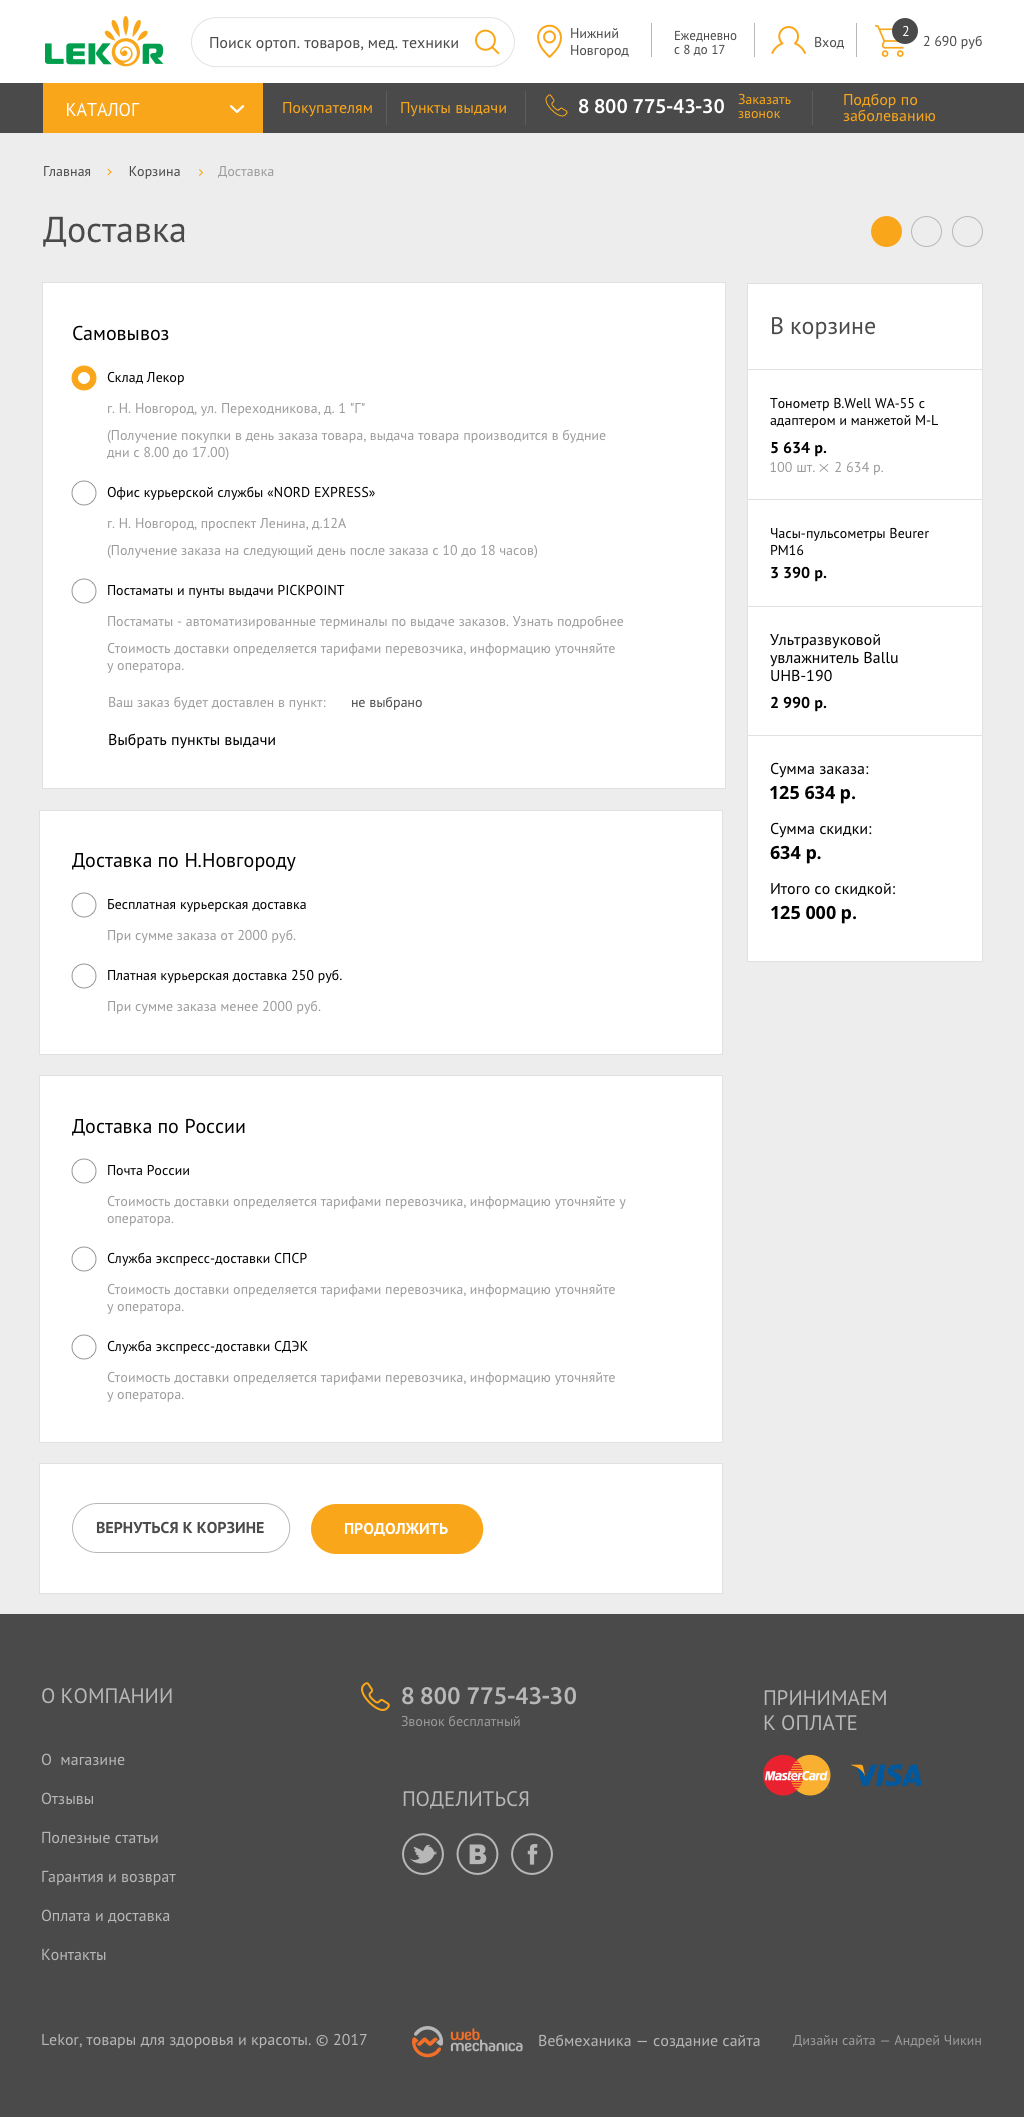 LEKOR
Поиск ортоп. товаров, мед. техники
Нижний
Новгород
Ежедневно
с 8 до 17
Вход
2
2 690 руб
КАТАЛОГ
Покупателям
Пункты выдачи
8 800 775-43-30
Заказать
звонок
Подбор по
заболеванию
Главная
Корзина
Доставка
Доставка
Самовывоз
Склад Лекор
г. Н. Новгород, ул. Переходникова, д. 1 "Г"
(Получение покупки в день заказа товара, выдача товара производится в будние
дни с 8.00 до 17.00)
Офис курьерской службы «NORD EXPRESS»
г. Н. Новгород, проспект Ленина, д.12А
(Получение заказа на следующий день после заказа с 10 до 18 часов)
Постаматы и пунты выдачи PICKPOINT
Постаматы - автоматизированные терминалы по выдаче заказов. Узнать подробнее
Стоимость доставки определяется тарифами перевозчика, информацию уточняйте
у оператора.
Ваш заказ будет доставлен в пункт: не выбрано
Выбрать пункты выдачи
Доставка по Н.Новгороду
Бесплатная курьерская доставка
При сумме заказа от 2000 руб.
Платная курьерская доставка 250 руб.
При сумме заказа менее 2000 руб.
Доставка по России
Почта России
Стоимость доставки определяется тарифами перевозчика, информацию уточняйте у
оператора.
Служба экспресс-доставки СПСР
Стоимость доставки определяется тарифами перевозчика, информацию уточняйте
у оператора.
Служба экспресс-доставки СДЭК
Стоимость доставки определяется тарифами перевозчика, информацию уточняйте
у оператора.
ВЕРНУТЬСЯ К КОРЗИНЕ
ПРОДОЛЖИТЬ
В корзине
Тонометр B.Well WA-55 с
адаптером и манжетой M-L
5 634 р.
100 шт. × 2 634 р.
Часы-пульсометры Beurer
PM16
3 390 р.
Ультразвуковой
увлажнитель Ballu
UHB-190
2 990 р.
Сумма заказа:
125 634 р.
Сумма скидки:
634 р.
Итого со скидкой:
125 000 р.
О КОМПАНИИ
О  магазине
Отзывы
Полезные статьи
Гарантия и возврат
Оплата и доставка
Контакты
8 800 775-43-30
Звонок бесплатный
ПОДЕЛИТЬСЯ
В f
ПРИНИМАЕМ
К ОПЛАТЕ
MasterCard VISA
Lekor, товары для здоровья и красоты. © 2017
web
mechanica
Вебмеханика — создание сайта
Дизайн сайта — Андрей Чикин